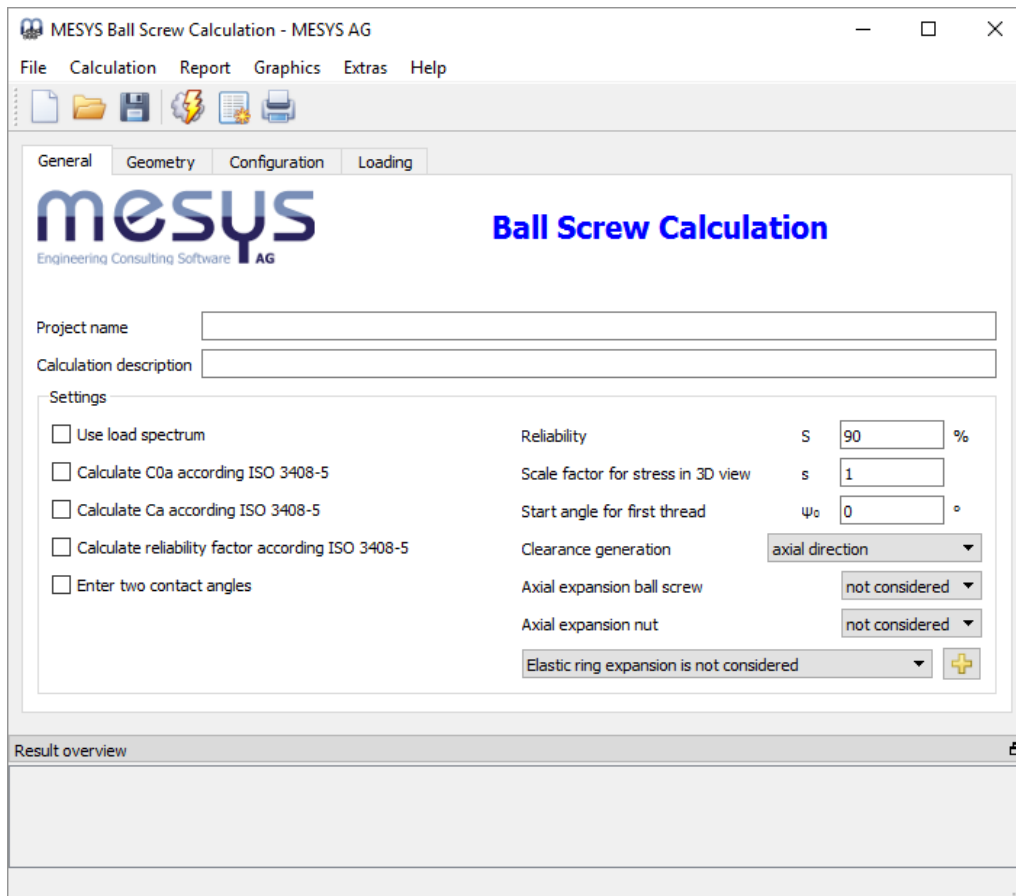 MESYS Ball Screw Calculation - MESYS AG
File Calculation Report Graphics Extras Help
General Geometry Configuration Loading
mesys AG
Engineering Consulting Software
Ball Screw Calculation
Project name
Calculation description
Settings
Use load spectrum
Calculate C0a according ISO 3408-5
Calculate Ca according ISO 3408-5
Calculate reliability factor according ISO 3408-5
Enter two contact angles
Reliability S 90 %
Scale factor for stress in 3D view s 1
Start angle for first thread ψ₀ 0 °
Clearance generation axial direction
Axial expansion ball screw not considered
Axial expansion nut not considered
Elastic ring expansion is not considered
Result overview